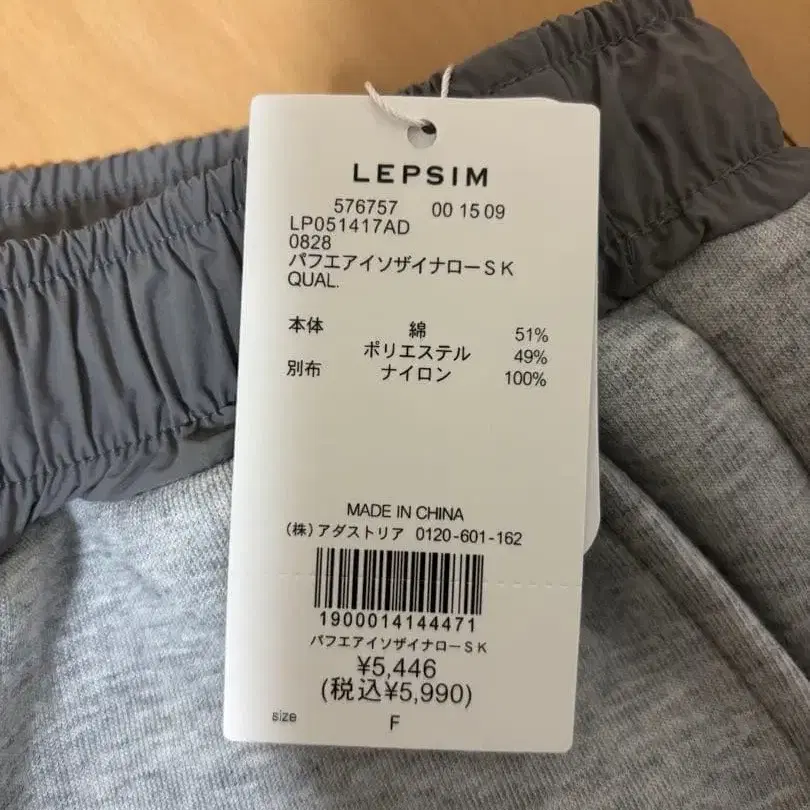 LEPSIM
576757 00 15 09
LP051417AD
0828
パフエアイソザイナローSK
QUAL.
本体 綿 51%
ポリエステル 49%
別布 ナイロン 100%
MADE IN CHINA
(株)アダストリア 0120-601-162
1900014144471
パフエアイソザイナローSK
¥5,446
(税込¥5,990)
size F